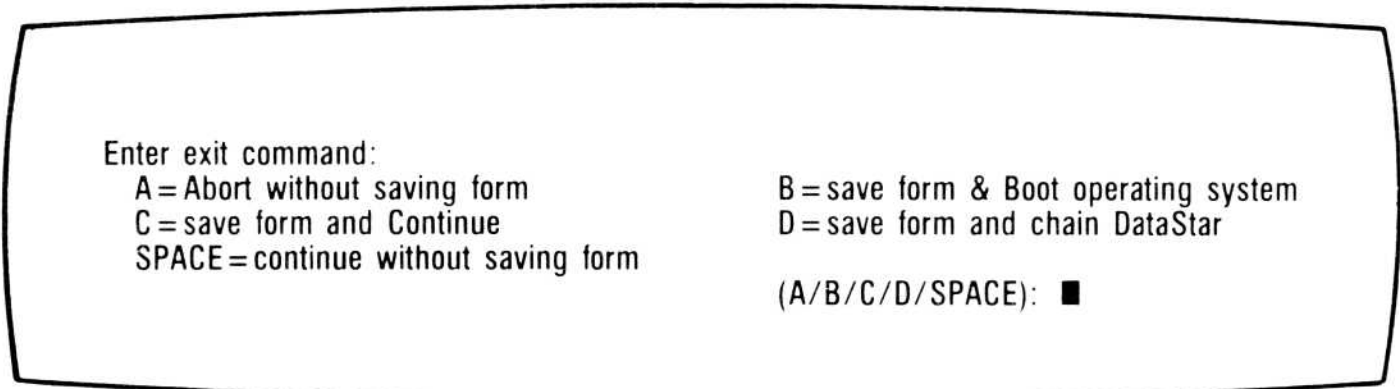 Enter exit command:
A = Abort without saving form
B = save form & Boot operating system
C = save form and Continue
D = save form and chain DataStar
SPACE = continue without saving form
(A/B/C/D/SPACE): ■